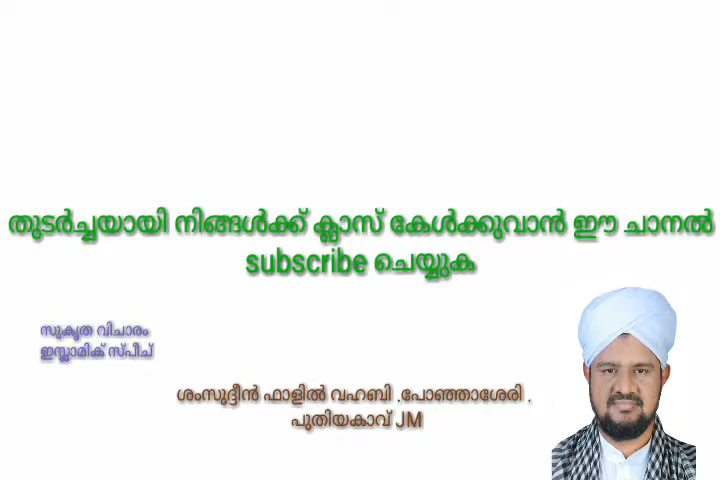 തുടർച്ചയായി നിങ്ങൾക്ക് ക്ലാസ് കേൾക്കുവാൻ ഈ ചാനൽ
subscribe ചെയ്യുക
സുകൃത വിചാരം
ഇസ്ലാമിക് സ്പീച്
ശംസുദ്ദീൻ ഫാളിൽ വഹബി .പോഞ്ഞാശേരി .
പുതിയകാവ് JM